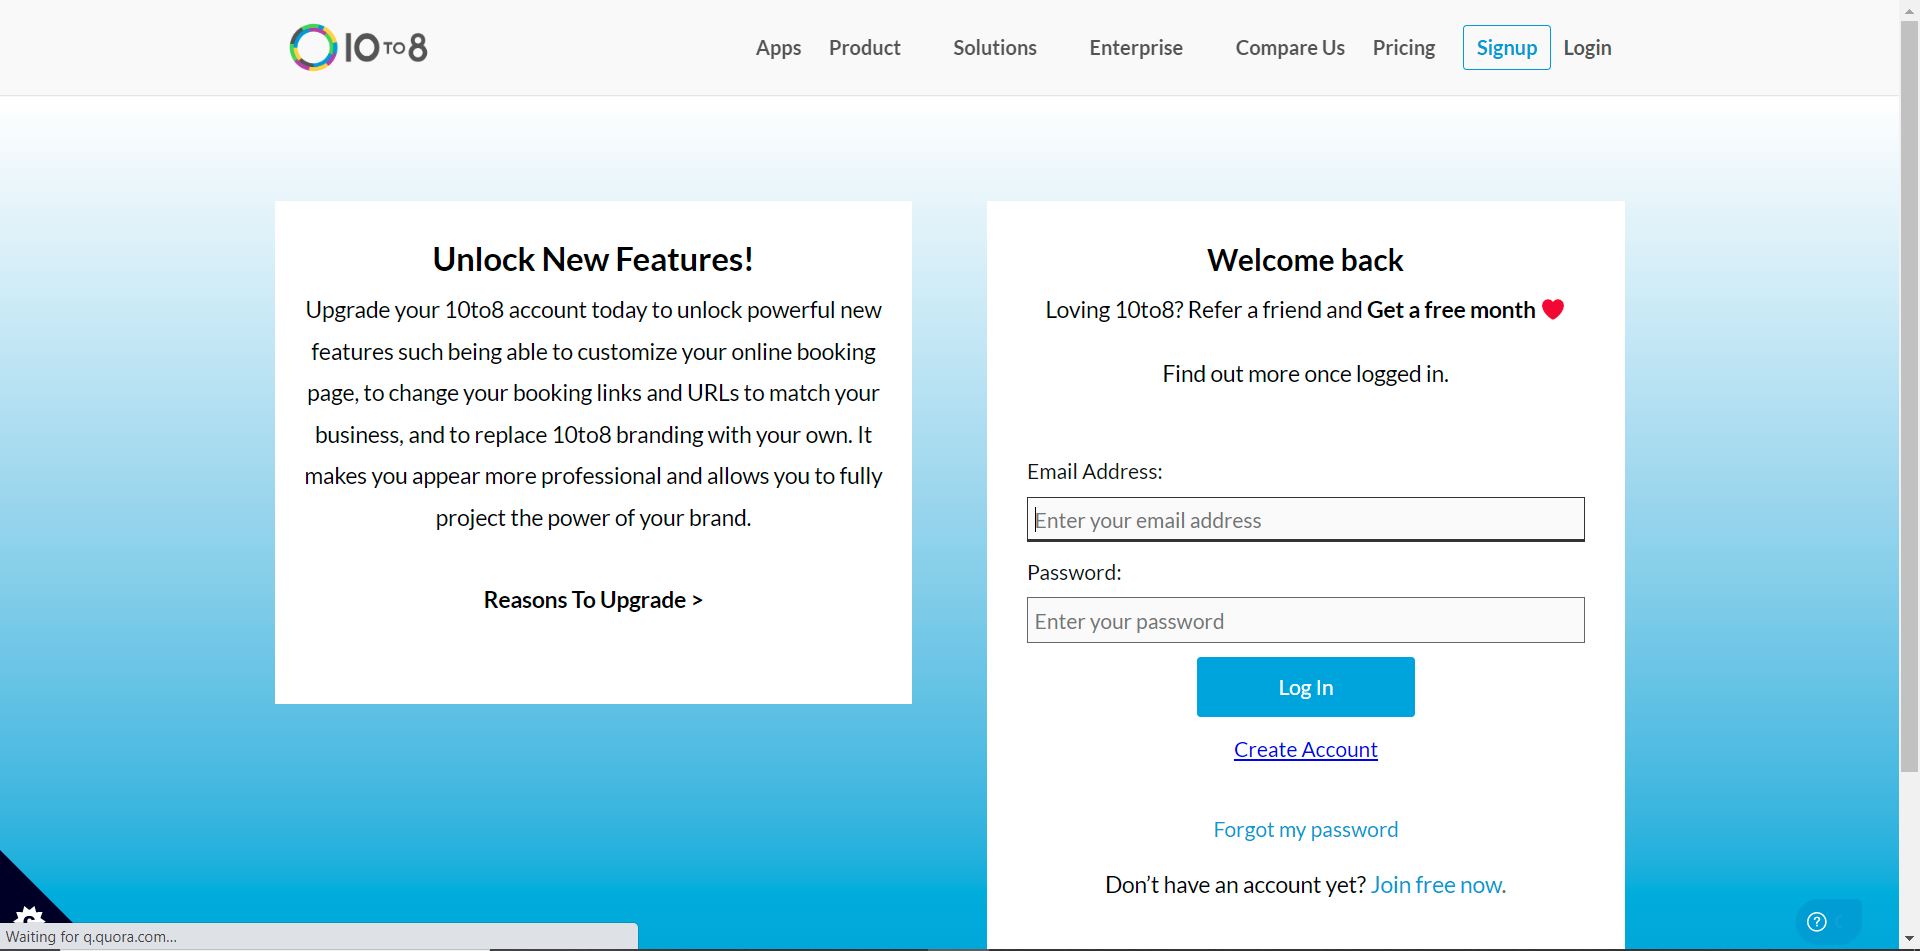 10 TO 8
Apps Product Solutions Enterprise Compare Us Pricing Signup Login
Unlock New Features!
Upgrade your 10to8 account today to unlock powerful new
features such being able to customize your online booking
page, to change your booking links and URLs to match your
business, and to replace 10to8 branding with your own. It
makes you appear more professional and allows you to fully
project the power of your brand.
Reasons To Upgrade >
Welcome back
Loving 10to8? Refer a friend and Get a free month
Find out more once logged in.
Email Address:
Enter your email address
Password:
Enter your password
Log In
Create Account
Forgot my password
Don’t have an account yet? Join free now.
Waiting for q.quora.com...